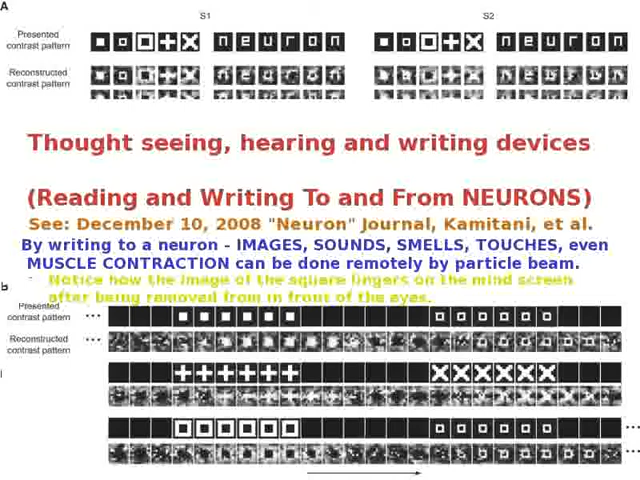 A
S1 S2
Presented
contrast pattern
neuron neuron
Reconstructed
contrast pattern
Thought seeing, hearing and writing devices
(Reading and Writing To and From NEURONS)
See: December 10, 2008 "Neuron" Journal, Kamitani, et al.
By writing to a neuron - IMAGES, SOUNDS, SMELLS, TOUCHES, even
MUSCLE CONTRACTION can be done remotely by particle beam.
Notice how the image of the square lingers on the mind screen
after being removed from in front of the eyes.
B
Presented
contrast pattern
Reconstructed
contrast pattern